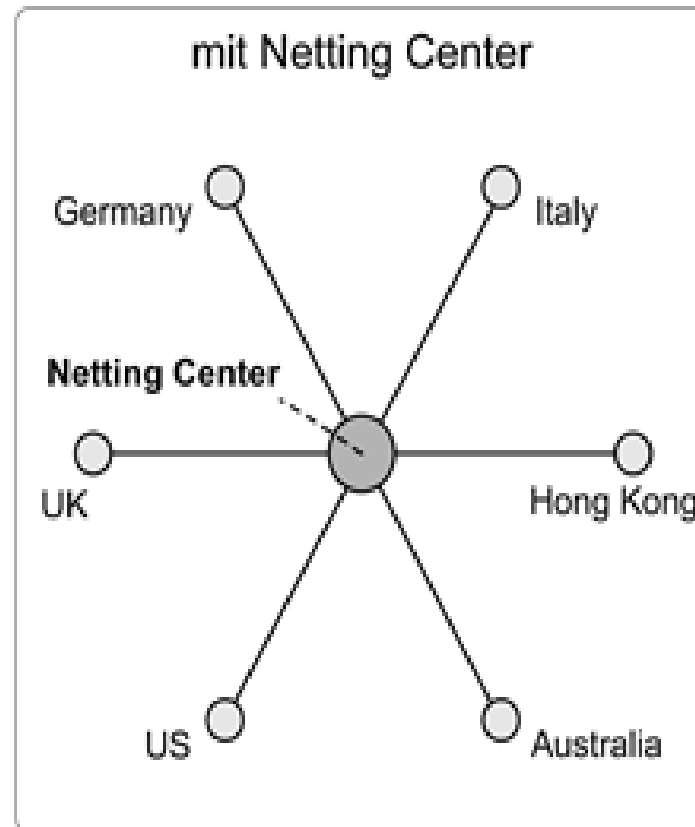 mit Netting Center
Germany
Italy
Netting Center
UK
Hong Kong
US
Australia